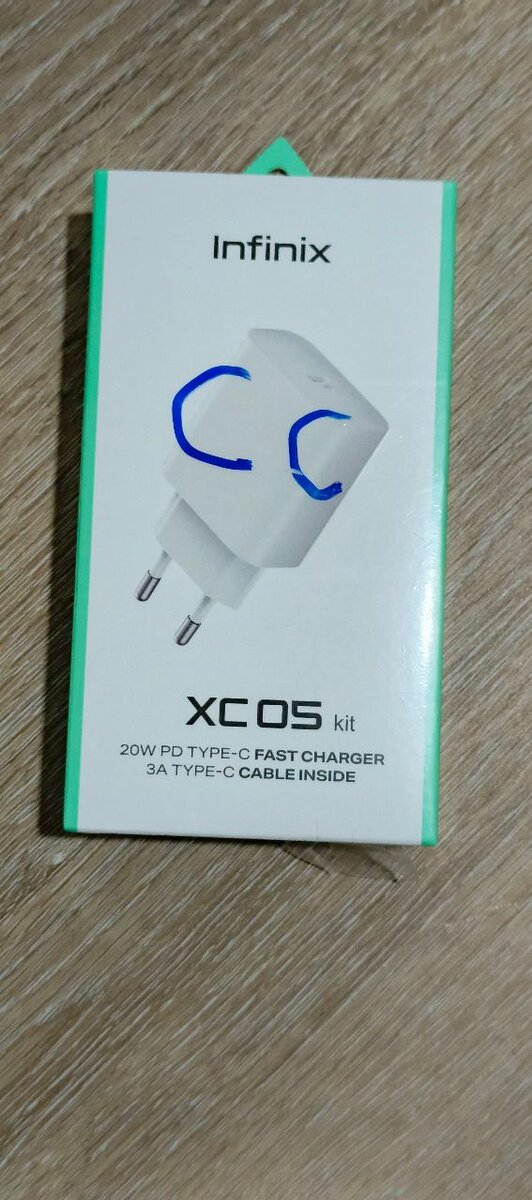 Infinix
C C
XC05 kit
20W PD TYPE-C FAST CHARGER
3A TYPE-C CABLE INSIDE